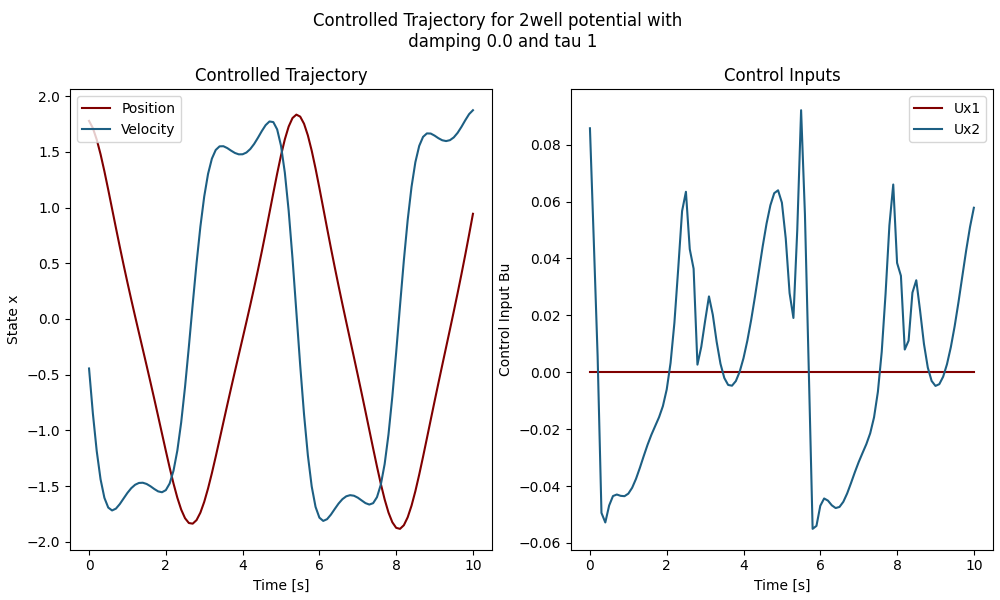 Controlled Trajectory for 2well potential with
damping 0.0 and tau 1
Controlled Trajectory
Position
Velocity
2.0
1.5
1.0
0.5
0.0
−0.5
−1.0
−1.5
−2.0
State x
0
2
4
6
8
10
Time [s]
Control Inputs
Ux1
Ux2
0.08
0.06
0.04
0.02
0.00
−0.02
−0.04
−0.06
Control Input Bu
0
2
4
6
8
10
Time [s]